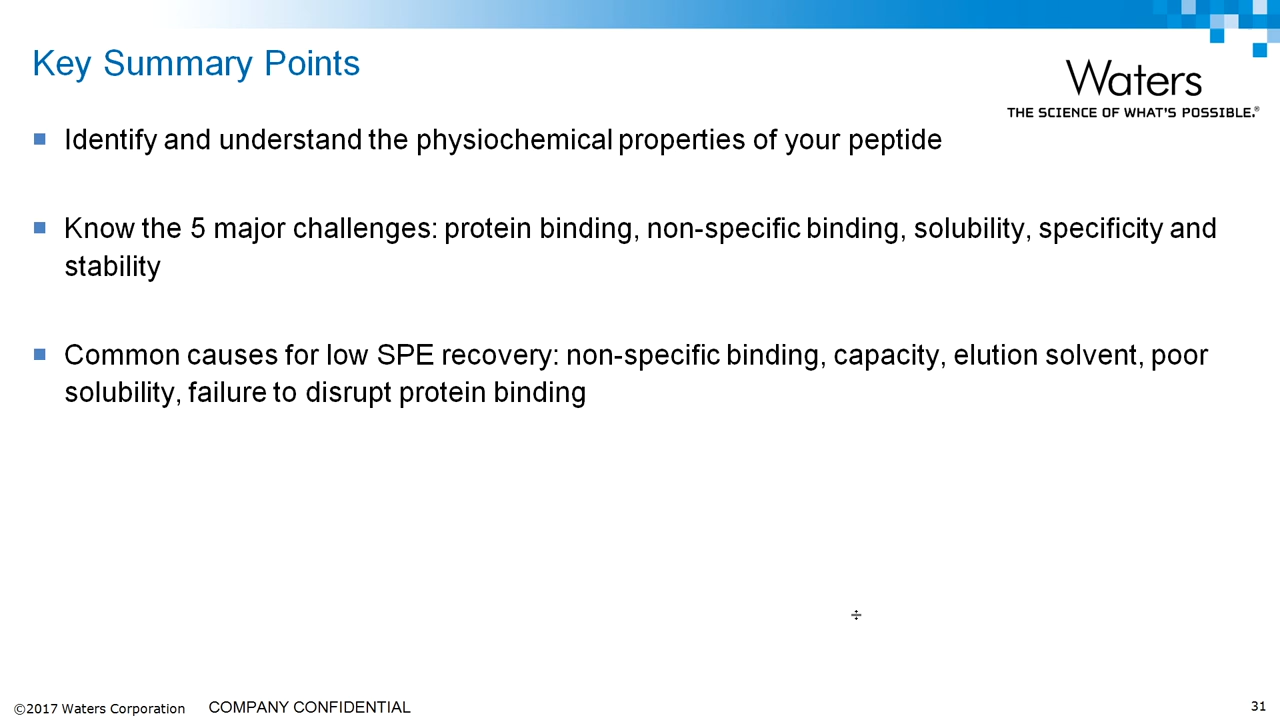 Key Summary Points
Waters
THE SCIENCE OF WHAT'S POSSIBLE.®
Identify and understand the physiochemical properties of your peptide
Know the 5 major challenges: protein binding, non-specific binding, solubility, specificity and
stability
Common causes for low SPE recovery: non-specific binding, capacity, elution solvent, poor
solubility, failure to disrupt protein binding
©2017 Waters Corporation COMPANY CONFIDENTIAL
31